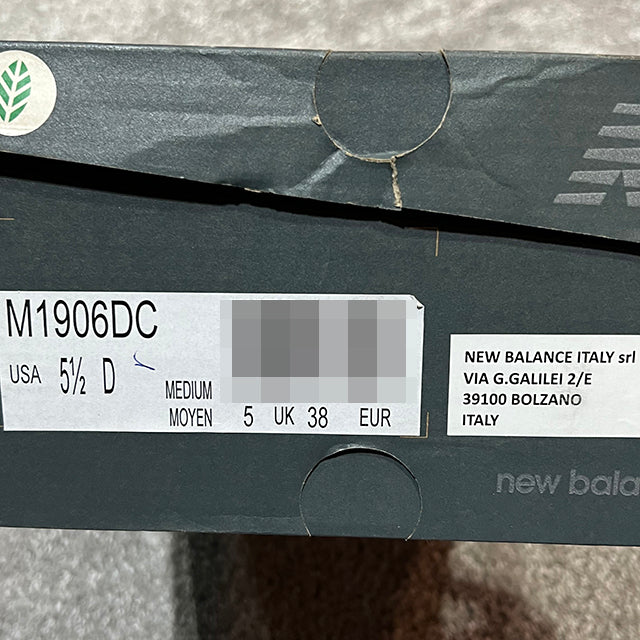 M1906DC
USA 5½ D
MEDIUM
MOYEN 5 UK 38 EUR
NEW BALANCE ITALY srl
VIA G.GALILEI 2/E
39100 BOLZANO
ITALY
new bala